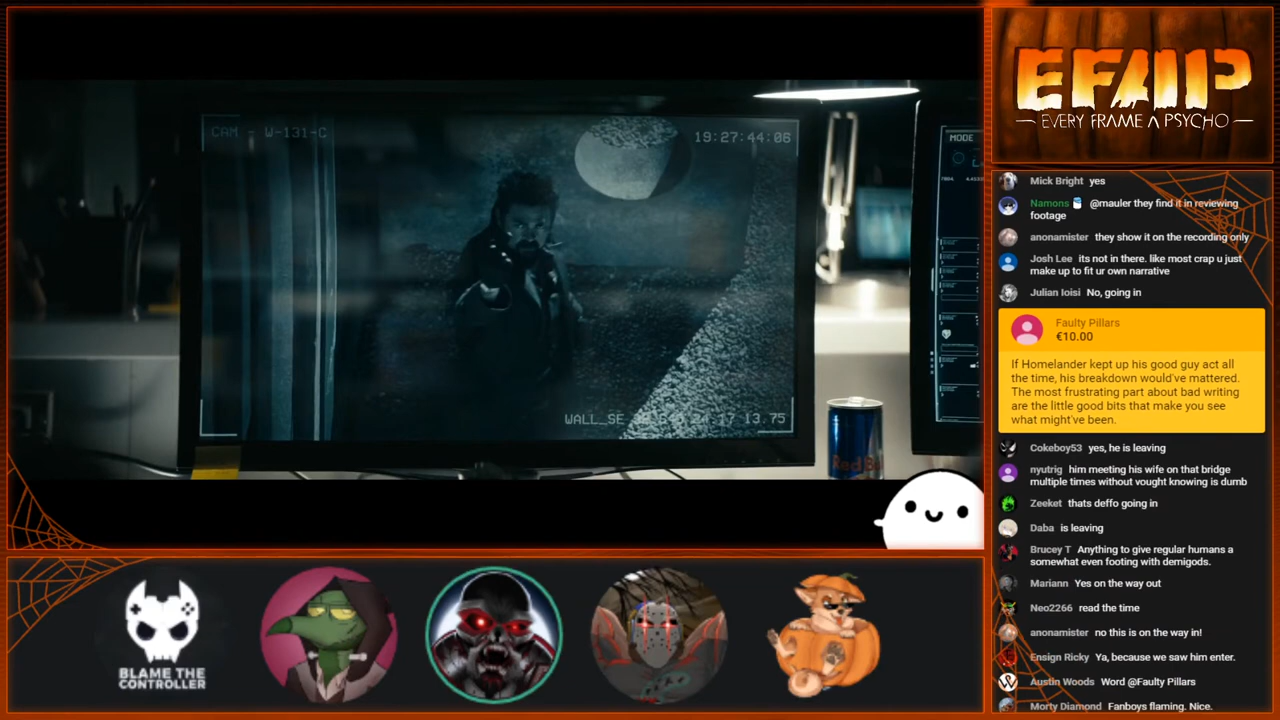 CAM - W-131-C
19:27:44:06
MODE
WALL_SE
24 17 13.75
Red Bu
EFAP
EVERY FRAME A PSYCHO
Mick Bright yes
Namons @mauler they find it in reviewing
footage
anonamister they show it on the recording only
Josh Lee its not in there. like most crap u just
make up to fit ur own narrative
Julian Ioisi No, going in
Faulty Pillars
€10.00
If Homelander kept up his good guy act all
the time, his breakdown would've mattered.
The most frustrating part about bad writing
are the little good bits that make you see
what might've been.
Cokeboy53 yes, he is leaving
nyutrig him meeting his wife on that bridge
multiple times without vought knowing is dumb
Zeeket thats deffo going in
Daba is leaving
Brucey T Anything to give regular humans a
somewhat even footing with demigods.
Mariann Yes on the way out
Neo2266 read the time
anonamister no this is on the way in!
Ensign Ricky Ya, because we saw him enter.
Austin Woods Word @Faulty Pillars
Morty Diamond Fanboys flaming. Nice.
BLAME THE
CONTROLLER